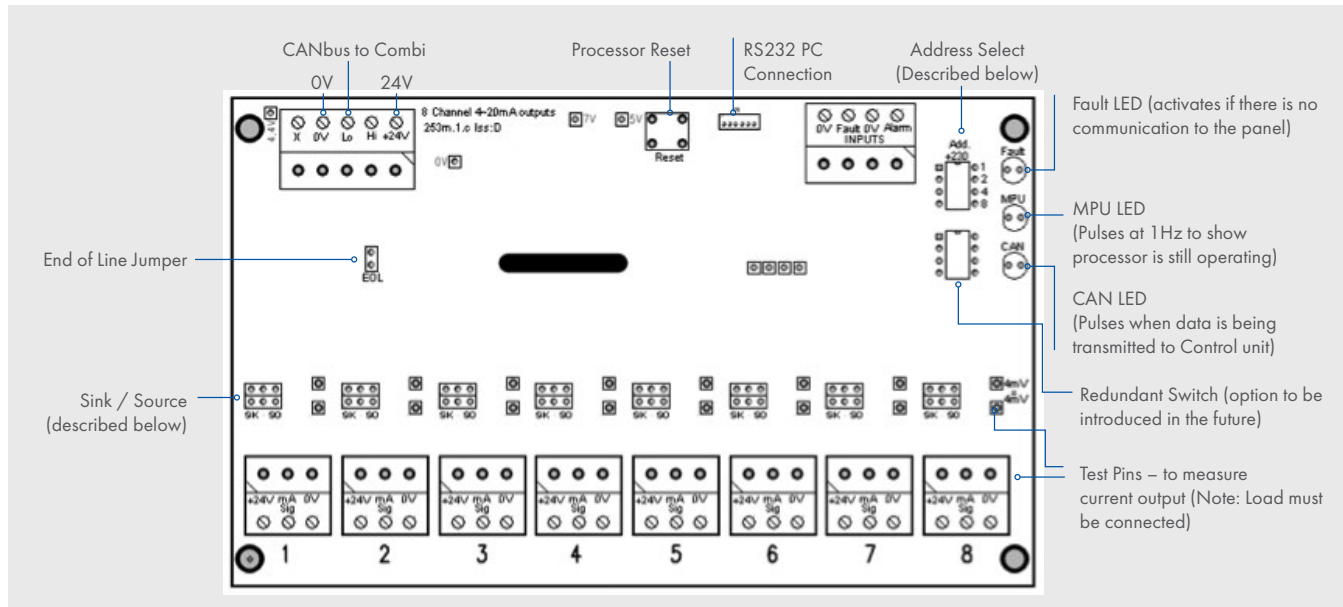 CANbus to Combi
0V 24V
Processor Reset
RS232 PC
Connection
Address Select
(Described below)
Fault LED (activates if there is no
communication to the panel)
MPU LED
(Pulses at 1Hz to show
processor is still operating)
CAN LED
(Pulses when data is being
transmitted to Control unit)
Redundant Switch (option to be
introduced in the future)
Test Pins – to measure
current output (Note: Load must
be connected)
End of Line Jumper
Sink / Source
(described below)
4.4V
X 0V Lo Hi +24V
8 Channel 4-20mA outputs
253m.1.o Iss:D
7V
5V
0V
Reset
0V Fault 0V Alarm
INPUTS
Add.
+230
1
2
4
8
Fault
MPU
CAN
EOL
SK SO
SK SO
SK SO
SK SO
SK SO
SK SO
SK SO
SK SO
4mV
=
4mV
+24V mA 0V
Sig
+24V mA 0V
Sig
+24V mA 0V
Sig
+24V mA 0V
Sig
+24V mA 0V
Sig
+24V mA 0V
Sig
+24V mA 0V
Sig
+24V mA 0V
Sig
1 2 3 4 5 6 7 8